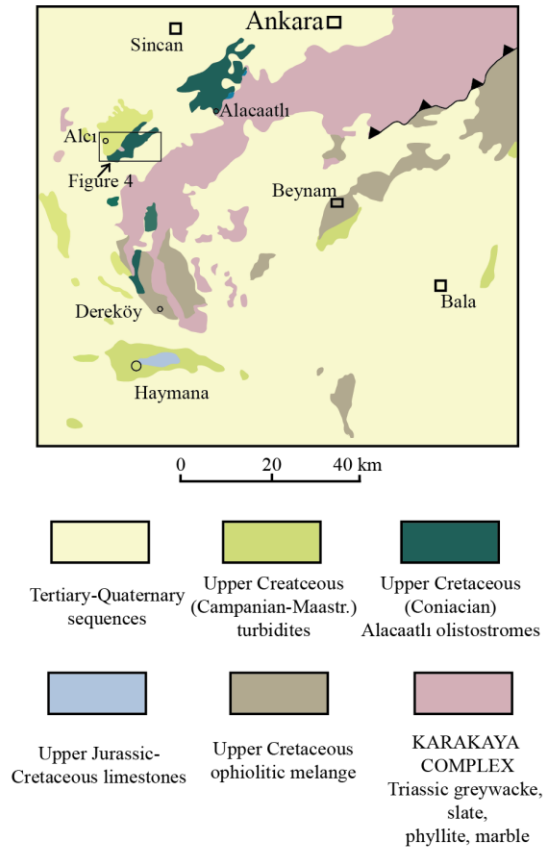 Ankara
Sincan
Alacaatlı
Alcı
Figure 4
Beynam
Bala
Dereköy
Haymana
0 20 40 km
Tertiary-Quaternary
sequences
Upper Creatceous
(Campanian-Maastr.)
turbidites
Upper Cretaceous
(Coniacian)
Alacaatlı olistostromes
Upper Jurassic-
Cretaceous limestones
Upper Cretaceous
ophiolitic melange
KARAKAYA
COMPLEX
Triassic greywacke,
slate,
phyllite, marble